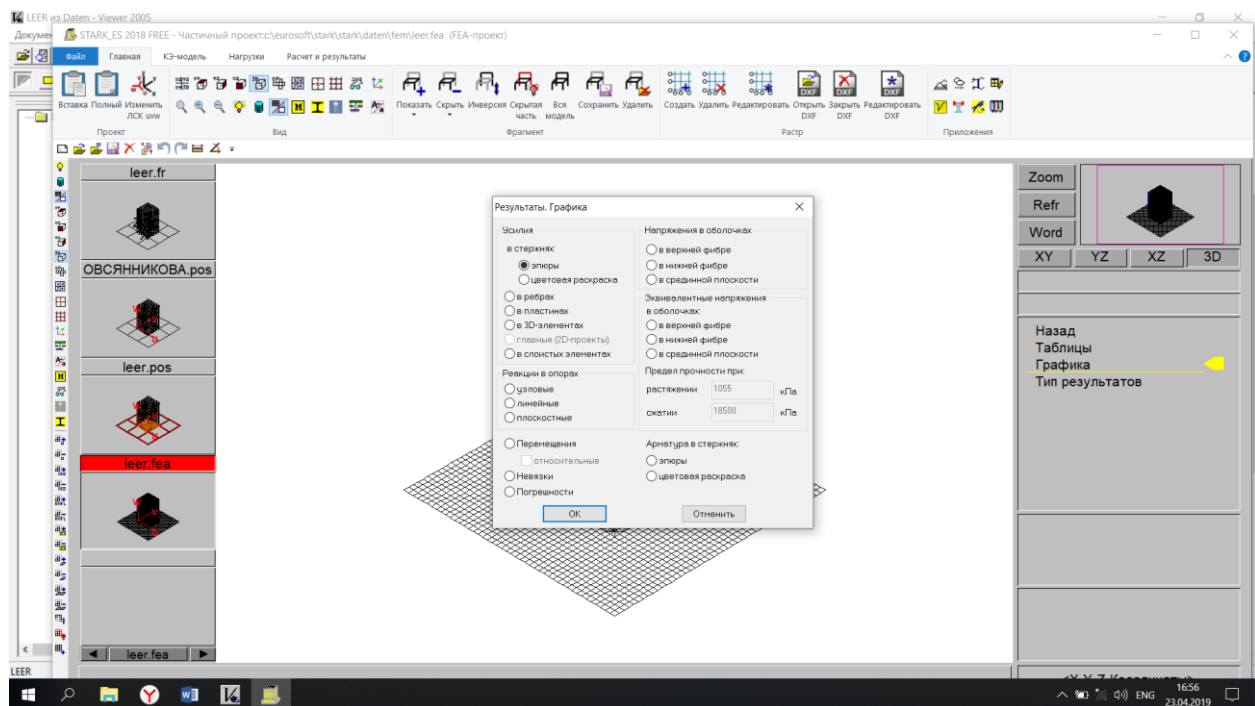 LEER из Daten - Viewer 2005
Докумен
STARK_ES 2018 FREE - Частичный проект:c:\eurosoft\stark\stark\daten\fem\leer.fea (FEA-проект)
Файл Главная КЭ-модель Нагрузки Расчет и результаты
Вставка Полный Изменить ЛСК uvw
Показать Скрыть Инверсия Скрытая часть Вся модель Сохранить Удалить
Создать Удалить Редактировать Открыть DXF Закрыть DXF Редактировать DXF
Проект Вид Фрагмент Растр Приложения
leer.fr
ОВСЯННИКОВА.pos
leer.pos
leer.fea
leer.fea
LEER
Результаты. Графика
Усилия
в стержнях:
эпюры
цветовая раскраска
в ребрах
в пластинах
в 3D-элементах
главные (2D-проекты)
в слоистых элементах
Реакции в опорах
узловые
линейные
плоскостные
Перемещения
относительные
Невязки
Погрешности
Напряжения в оболочках
в верхней фибре
в нижней фибре
в срединной плоскости
Эквивалентные напряжения
в оболочках:
в верхней фибре
в нижней фибре
в срединной плоскости
Предел прочности при:
растяжении 1055 кПа
сжатии 18500 кПа
Арматура в стержнях:
эпюры
цветовая раскраска
OK Отменить
Zoom
Refr
Word
XY YZ XZ 3D
Назад
Таблицы
Графика
Тип результатов
ENG
16:56
23.04.2019